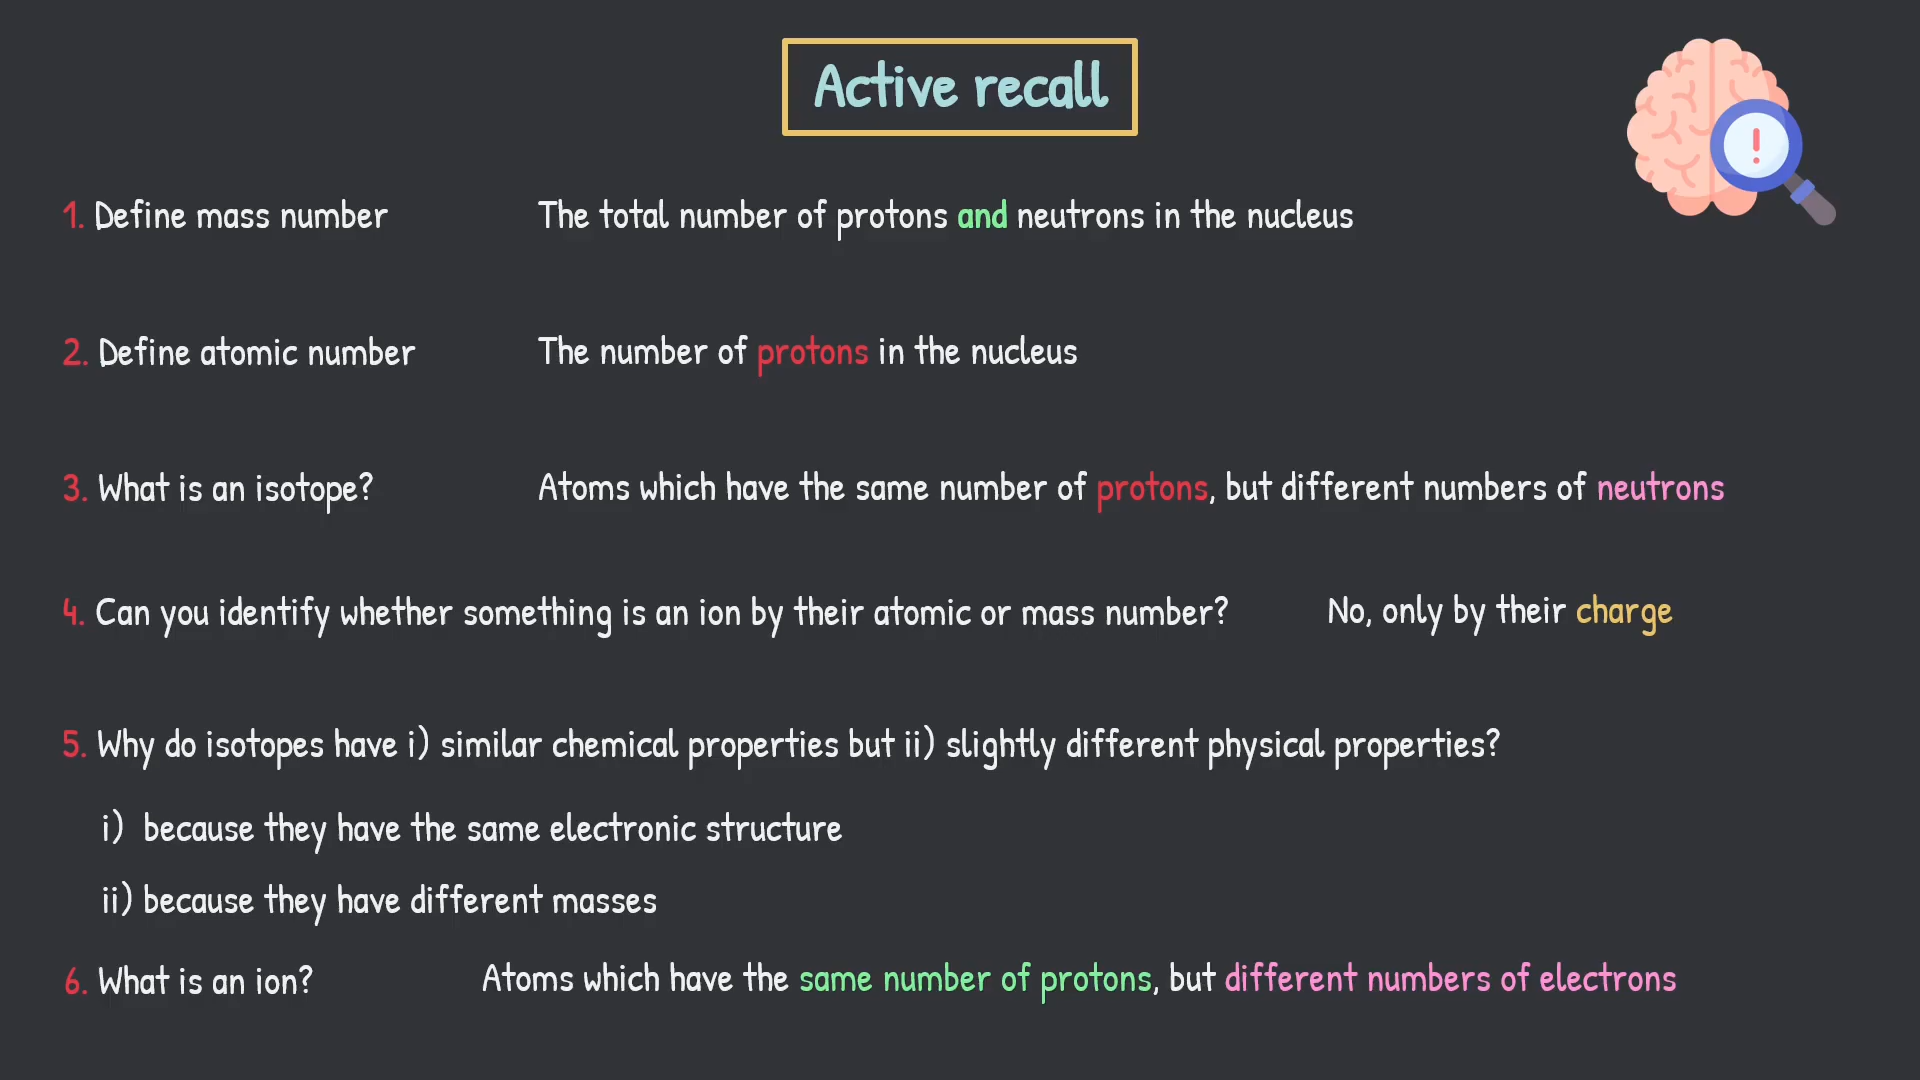 Active recall
1. Define mass number The total number of protons and neutrons in the nucleus
2. Define atomic number The number of protons in the nucleus
3. What is an isotope? Atoms which have the same number of protons, but different numbers of neutrons
4. Can you identify whether something is an ion by their atomic or mass number? No, only by their charge
5. Why do isotopes have i) similar chemical properties but ii) slightly different physical properties?
i) because they have the same electronic structure
ii) because they have different masses
6. What is an ion? Atoms which have the same number of protons, but different numbers of electrons